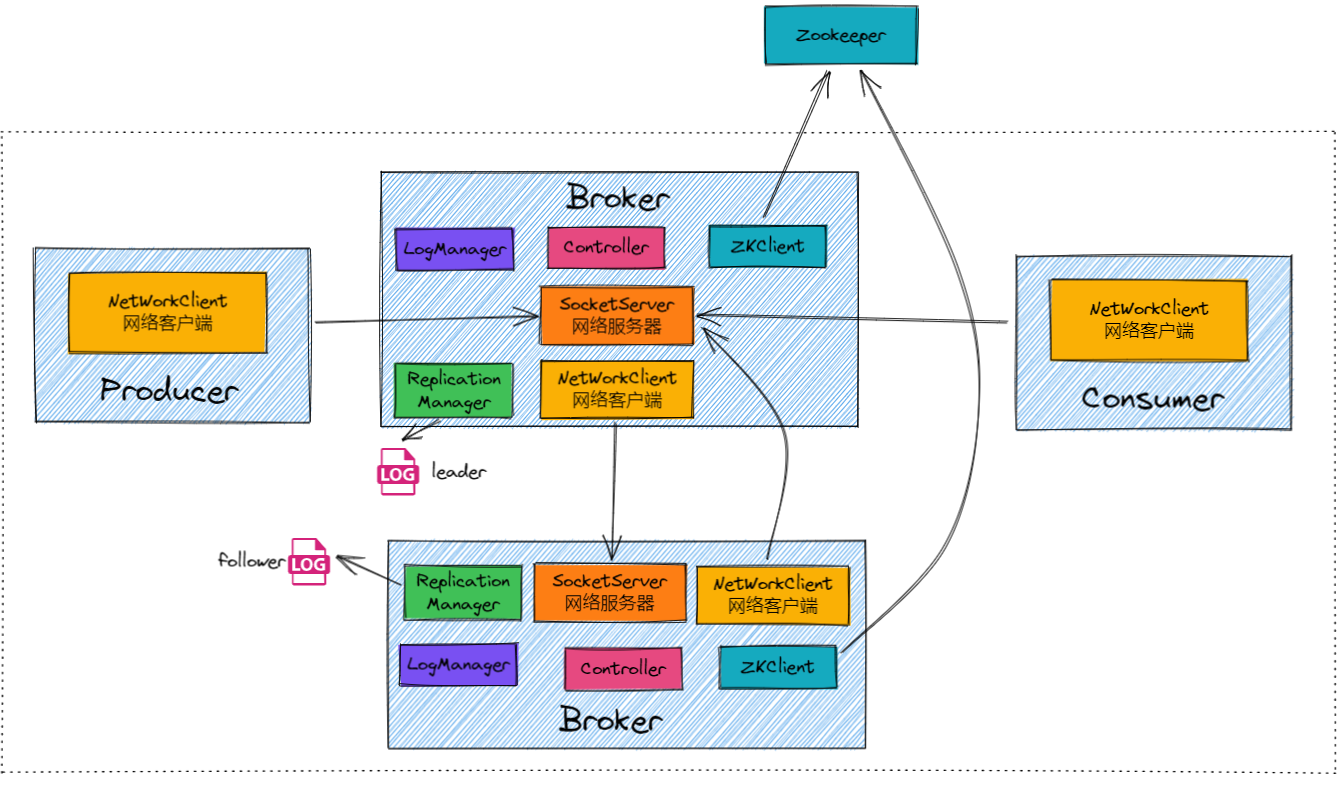 Zookeeper
Broker
LogManager
Controller
ZKClient
NetWorkClient
网络客户端
Producer
SocketServer
网络服务器
NetWorkClient
网络客户端
Consumer
Replication
Manager
NetWorkClient
网络客户端
LOG
leader
follower
LOG
Replication
Manager
SocketServer
网络服务器
NetWorkClient
网络客户端
LogManager
Controller
ZKClient
Broker